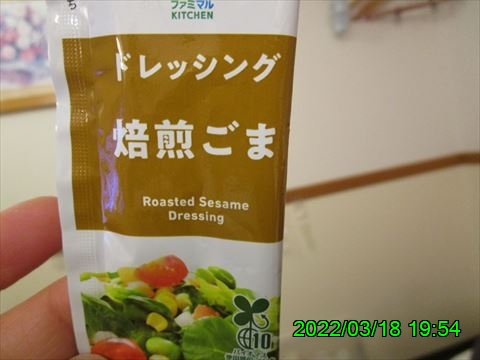 ち
ファミマル
KITCHEN
ドレッシング
焙煎ごま
Roasted Sesame
Dressing
10
2022/03/18 19:54